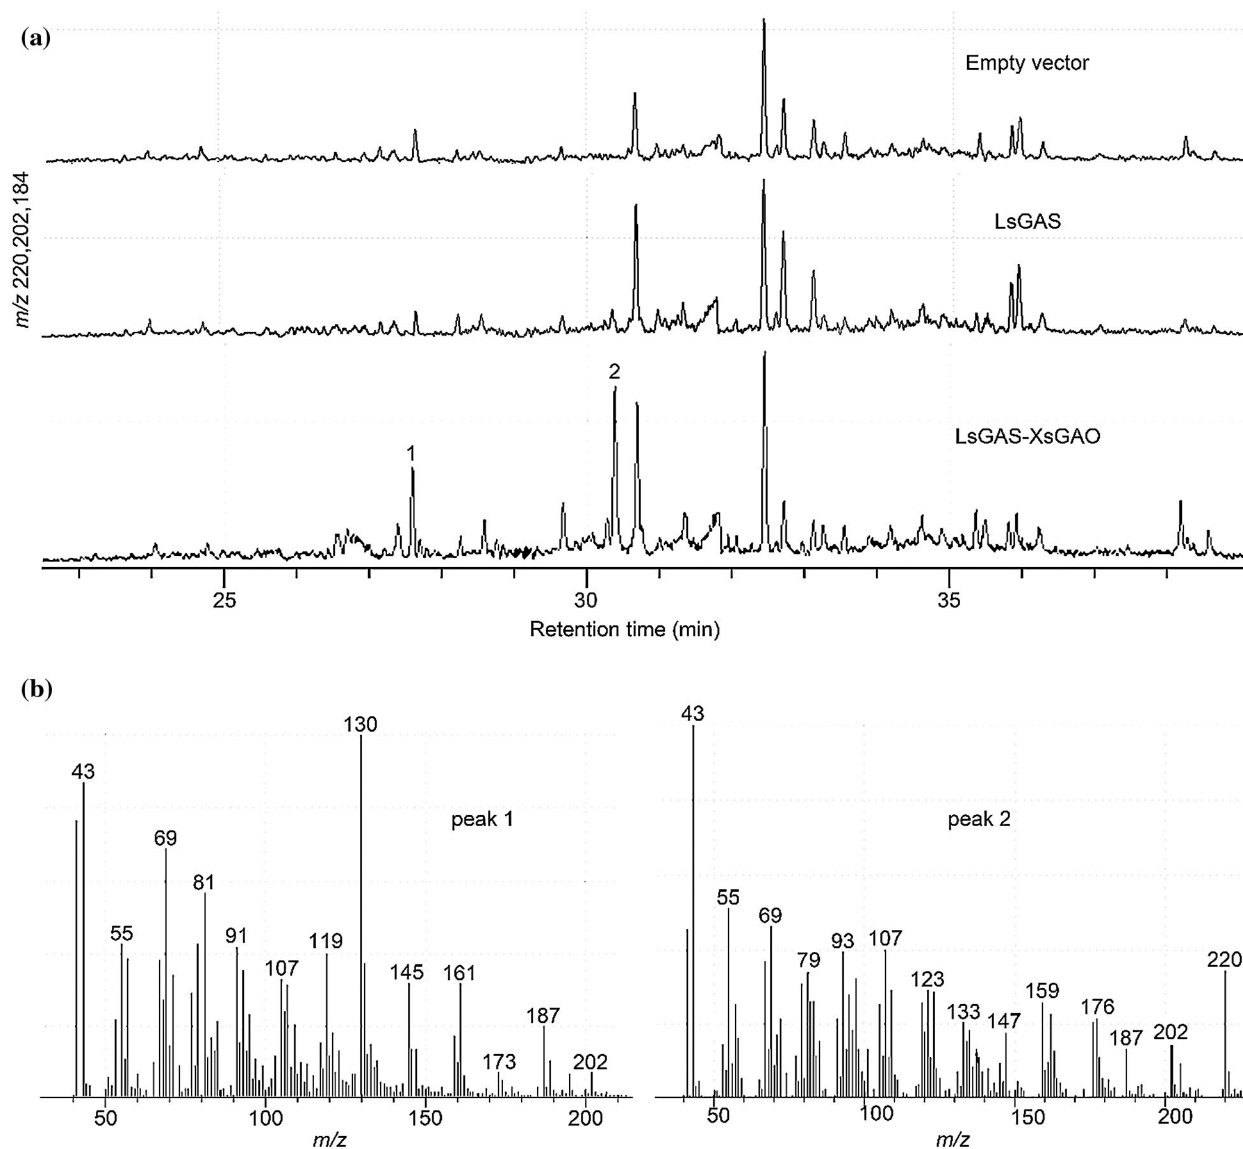 (a)
Empty vector
m/z 220,202,184
LsGAS
2
LsGAS-XsGAO
1
25 30 35
Retention time (min)
(b)
130
43
peak 1
69
81
55
91
119
107
145
161
187
173
202
50 100 150 200
m/z
43
peak 2
55
69
93
107
79
123
220
159
133
147
176
187
202
50 100 150 200
m/z